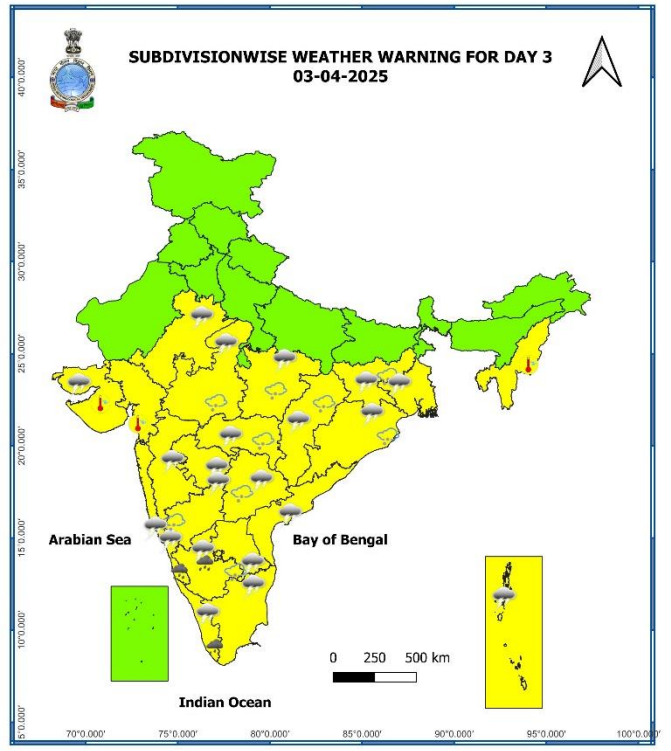 SUBDIVISIONWISE WEATHER WARNING FOR DAY 3
03-04-2025
40°0.000'
35°0.000'
30°0.000'
25°0.000'
20°0.000'
15°0.000'
10°0.000'
5°0.000'
Arabian Sea
Bay of Bengal
0 250 500 km
Indian Ocean
70°0.000' 75°0.000' 80°0.000' 85°0.000' 90°0.000' 95°0.000' 100°0.000'